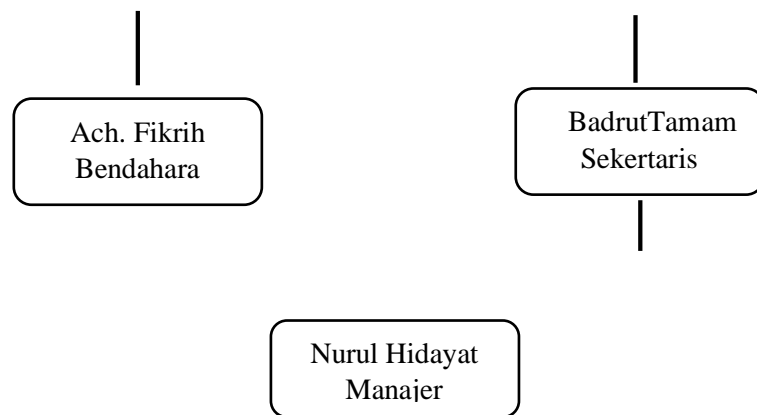 Ach. Fikrih
Bendahara
BadrutTamam
Sekertaris
Nurul Hidayat
Manajer